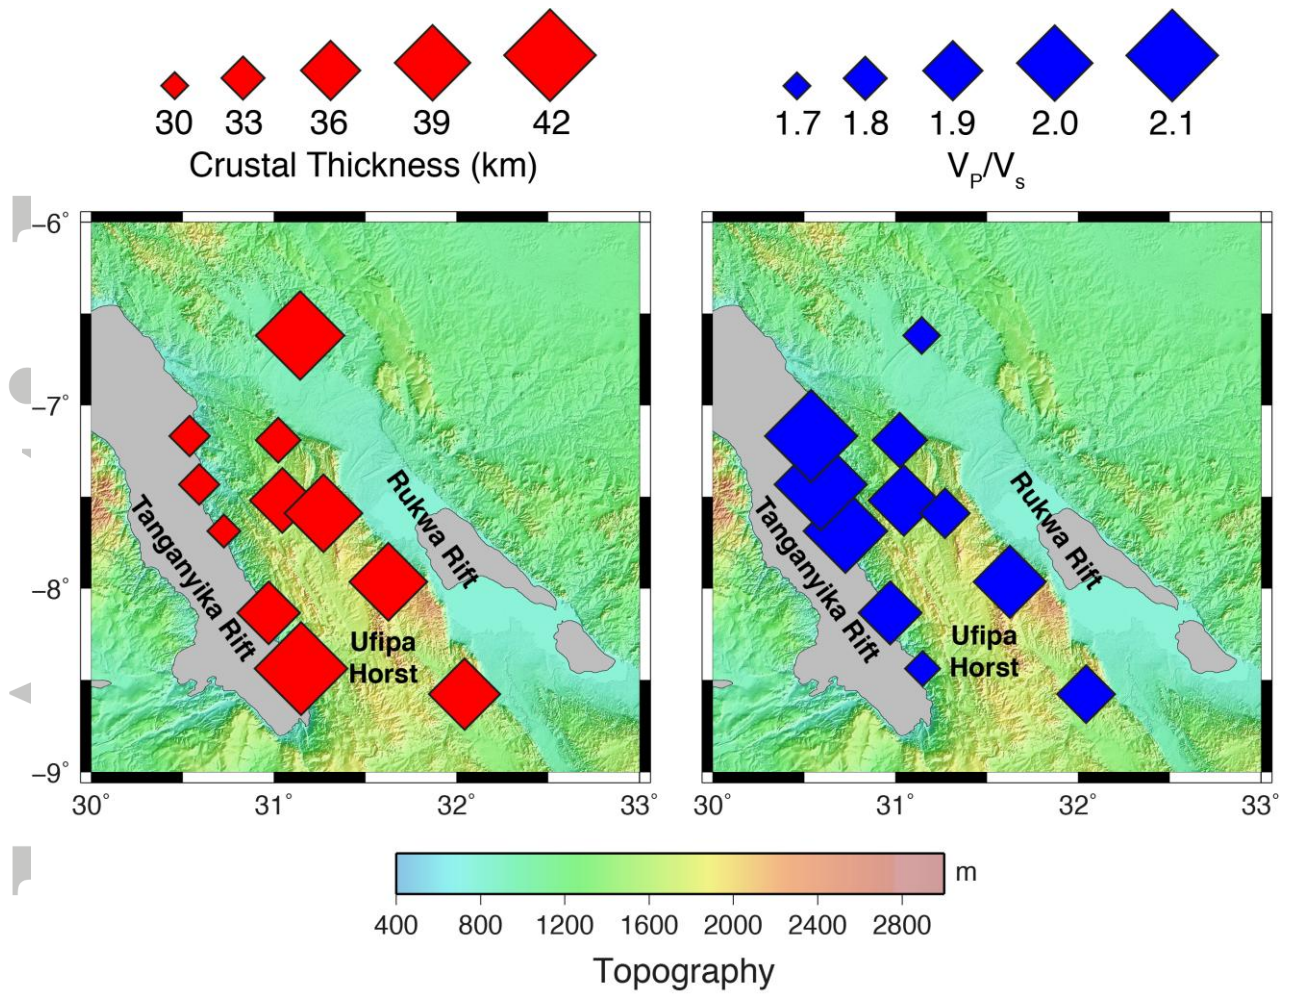 30 33 36 39 42
Crustal Thickness (km)
1.7 1.8 1.9 2.0 2.1
VP/Vs
−6°
−7°
−8°
−9°
30° 31° 32° 33°
Tanganyika Rift
Rukwa Rift
Ufipa
Horst
30° 31° 32° 33°
Tanganyika Rift
Rukwa Rift
Ufipa
Horst
400 800 1200 1600 2000 2400 2800
m
Topography